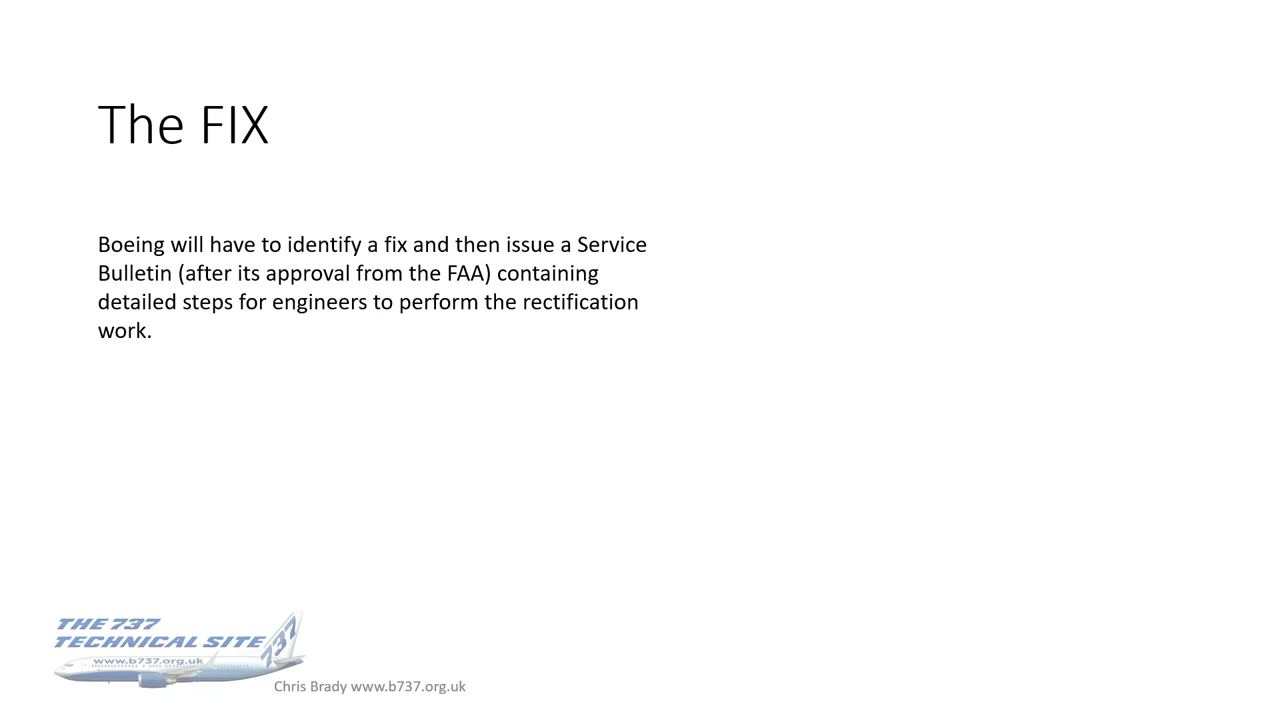 The FIX
Boeing will have to identify a fix and then issue a Service
Bulletin (after its approval from the FAA) containing
detailed steps for engineers to perform the rectification
work.
THE 737
TECHNICAL SITE
737
www.b737.org.uk
Chris Brady www.b737.org.uk